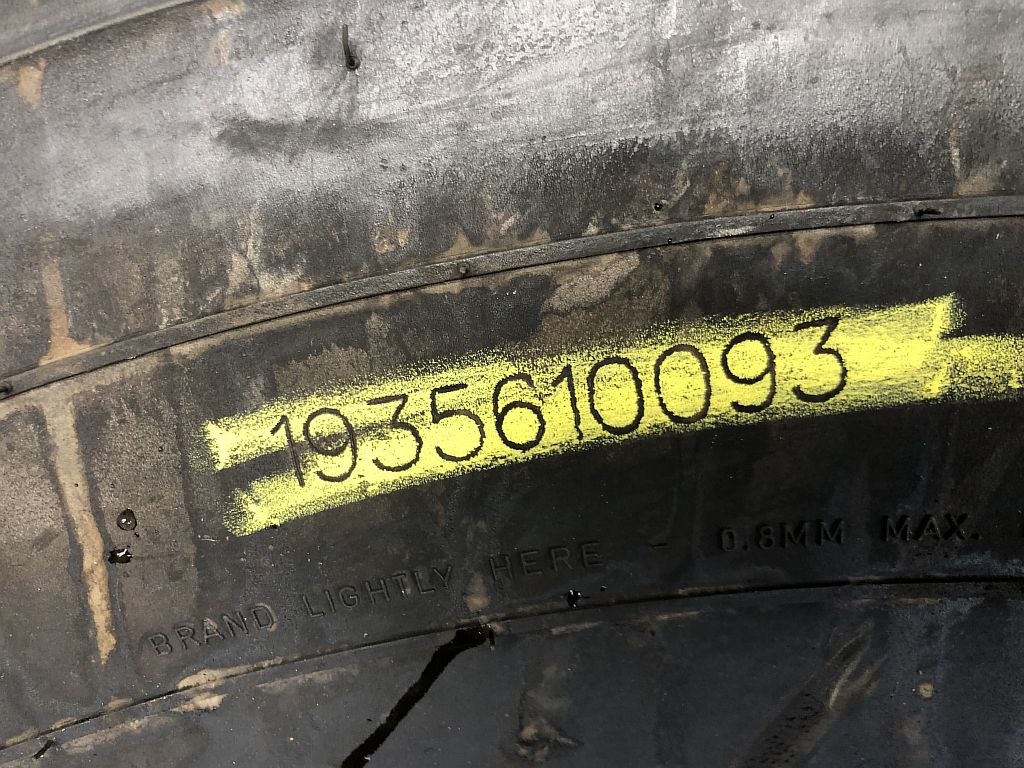 1935610093
BRAND LIGHTLY HERE - 0.8MM MAX.